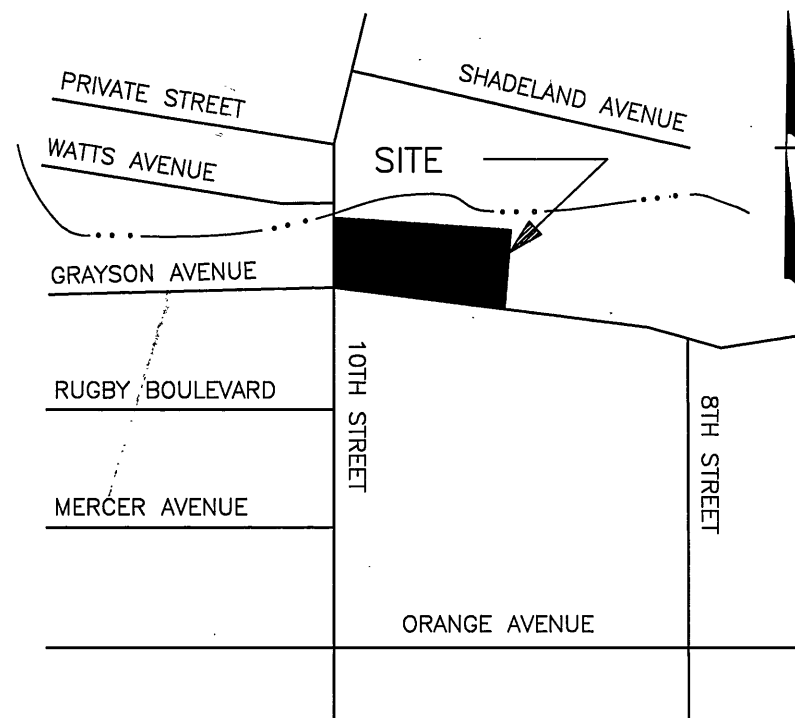 SHADELAND AVENUE
PRIVATE STREET
WATTS AVENUE
SITE
GRAYSON AVENUE
10TH STREET
RUGBY BOULEVARD
8TH STREET
MERCER AVENUE
ORANGE AVENUE